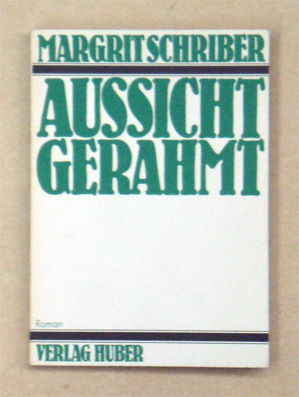 MARGRIT SCHRIBER
AUSSICHT
GERAHMT
Roman
VERLAG HUBER